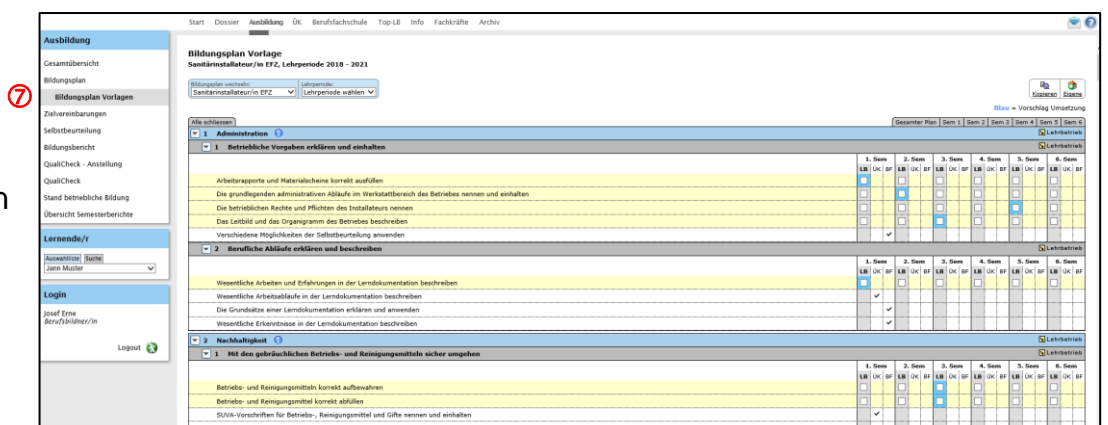 Start Dossier Ausbildung ÜK Berufsfachschule Top-LB Info Fachkräfte Archiv
Ausbildung
Gesamtübersicht
Bildungsplan
⑦ Bildungsplan Vorlagen
Zielvereinbarungen
Selbstbeurteilung
Bildungsbericht
QualiCheck - Anstellung
QualiCheck
Stand betriebliche Bildung
Übersicht Semesterberichte
n
Lernende/r
Auswahlliste Suche
Jann Muster
Login
Josef Erne
Berufsbildner/in
Logout
Bildungsplan Vorlage
Sanitärinstallateur/in EFZ, Lehrperiode 2018 - 2021
Bildungsplan wechseln: Lehrperiode:
Sanitärinstallateur/in EFZ Lehrperiode wählen
Kopieren Eigene
Blau = Vorschlag Umsetzung
Alle schliessen Gesamter Plan Sem 1 Sem 2 Sem 3 Sem 4 Sem 5 Sem 6
1 Administration Lehrbetrieb
1 Betriebliche Vorgaben erklären und einhalten Lehrbetrieb
1. Sem 2. Sem 3. Sem 4. Sem 5. Sem 6. Sem
LB ÜK BF LB ÜK BF LB ÜK BF LB ÜK BF LB ÜK BF LB ÜK BF
Arbeitsrapporte und Materialscheine korrekt ausfüllen
Die grundlegenden administrativen Abläufe im Werkstattbereich des Betriebes nennen und einhalten
Die betrieblichen Rechte und Pflichten des Installateurs nennen
Das Leitbild und das Organigramm des Betriebes beschreiben
Verschiedene Möglichkeiten der Selbstbeurteilung anwenden
2 Berufliche Abläufe erklären und beschreiben Lehrbetrieb
1. Sem 2. Sem 3. Sem 4. Sem 5. Sem 6. Sem
LB ÜK BF LB ÜK BF LB ÜK BF LB ÜK BF LB ÜK BF LB ÜK BF
Wesentliche Arbeiten und Erfahrungen in der Lerndokumentation beschreiben
Wesentliche Arbeitsabläufe in der Lerndokumentation beschreiben
Die Grundsätze einer Lerndokumentation erklären und anwenden
Wesentliche Erkenntnisse in der Lerndokumentation beschreiben
2 Nachhaltigkeit Lehrbetrieb
1 Mit den gebräuchlichen Betriebs- und Reinigungsmitteln sicher umgehen Lehrbetrieb
1. Sem 2. Sem 3. Sem 4. Sem 5. Sem 6. Sem
LB ÜK BF LB ÜK BF LB ÜK BF LB ÜK BF LB ÜK BF LB ÜK BF
Betriebs- und Reinigungsmitteln korrekt aufbewahren
Betriebs- und Reinigungsmittel korrekt abfüllen
SUVA-Vorschriften für Betriebs-, Reinigungsmittel und Gifte nennen und einhalten